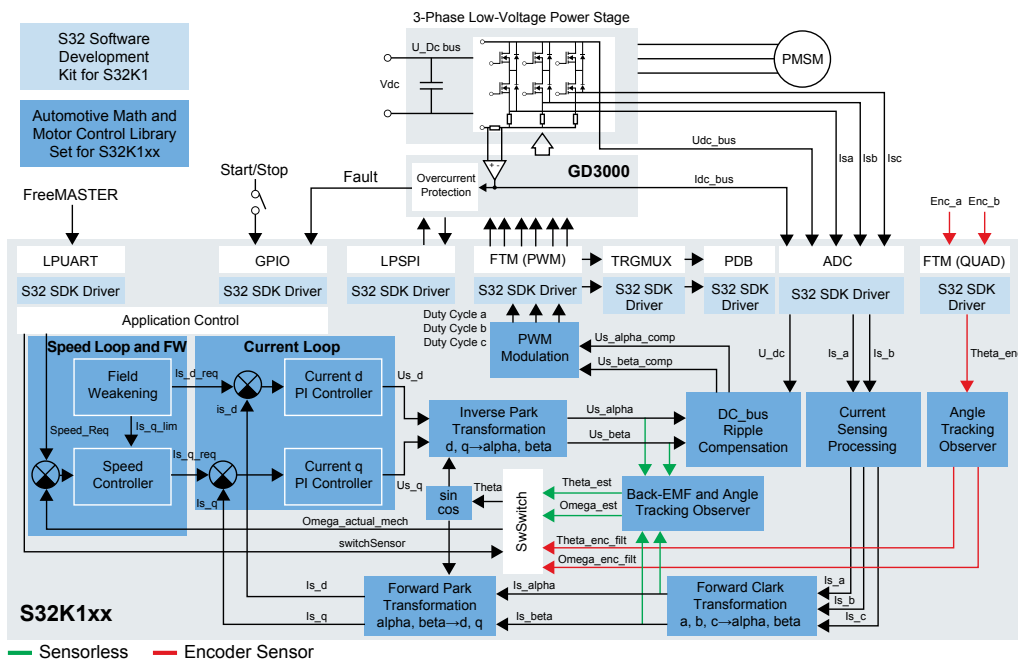 3-Phase Low-Voltage Power Stage
S32 Software
Development
Kit for S32K1
U_Dc bus
Vdc
PMSM
Automotive Math and
Motor Control Library
Set for S32K1xx
Udc_bus
Isa
Isb
Isc
+ -
GD3000
Idc_bus
Overcurrent
Protection
Start/Stop
Fault
FreeMASTER
Enc_a
Enc_b
LPUART
GPIO
LPSPI
FTM (PWM)
TRGMUX
PDB
ADC
FTM (QUAD)
S32 SDK Driver
S32 SDK Driver
S32 SDK Driver
S32 SDK Driver
S32 SDK
Driver
S32 SDK
Driver
S32 SDK Driver
S32 SDK
Driver
Application Control
Duty Cycle a
Duty Cycle b
Duty Cycle c
PWM
Modulation
Us_alpha_comp
Us_beta_comp
U_dc
Is_a
Is_b
Theta_enc
Speed Loop and FW
Current Loop
Field
Weakening
Is_d_req
is_d
Current d
PI Controller
Us_d
Is_q_lim
Speed_Req
Speed
Controller
Is_q_req
Is_q
Current q
PI Controller
Us_q
Inverse Park
Transformation
d, q→alpha, beta
Us_alpha
Us_beta
DC_bus
Ripple
Compensation
Current
Sensing
Processing
Angle
Tracking
Observer
sin
cos
Theta
SwSwitch
Theta_est
Omega_est
Back-EMF and Angle
Tracking Observer
Omega_actual_mech
switchSensor
Theta_enc_filt
Omega_enc_filt
Is_d
Is_q
Forward Park
Transformation
alpha, beta→d, q
Is_alpha
Is_beta
Forward Clark
Transformation
a, b, c→alpha, beta
Is_a
Is_b
Is_c
S32K1xx
Sensorless
Encoder Sensor